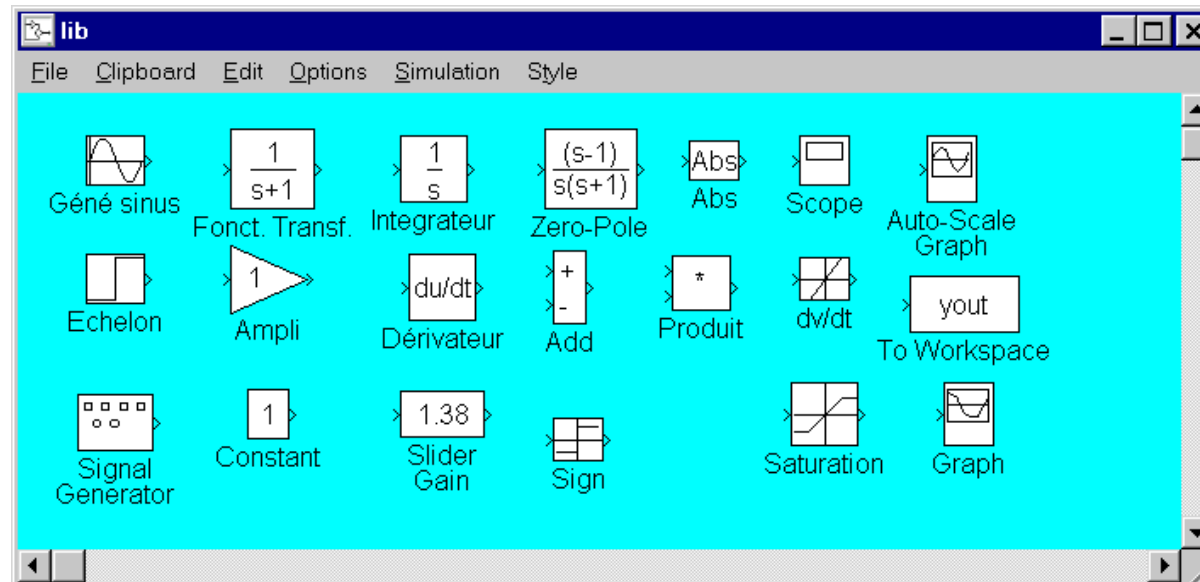 lib
File Clipboard Edit Options Simulation Style
Géné sinus
1
s+1
Fonct. Transf.
1
s
Integrateur
(s-1)
s(s+1)
Zero-Pole
Abs
Abs
Scope
Auto-Scale
Graph
Echelon
1
Ampli
du/dt
Dérivateur
+
-
Add
*
Produit
dv/dt
yout
To Workspace
Signal
Generator
1
Constant
1.38
Slider
Gain
Sign
Saturation
Graph